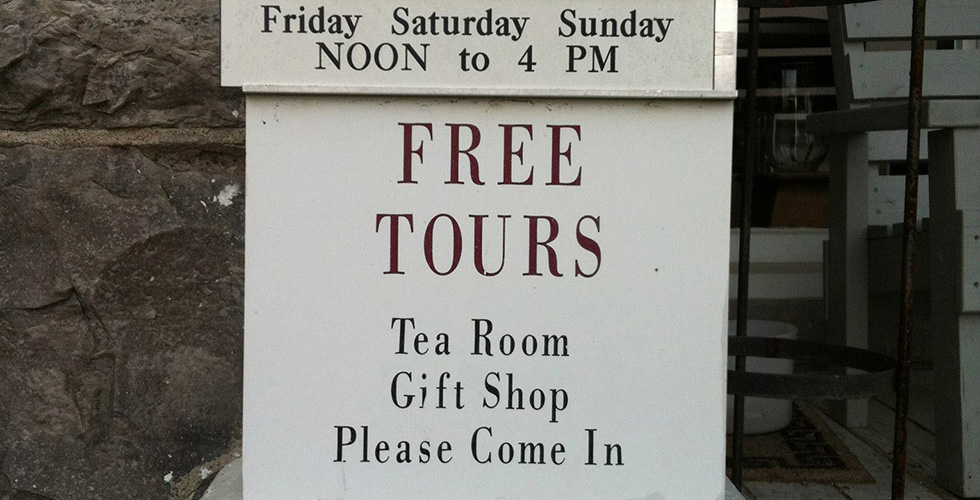 Friday Saturday Sunday
NOON to 4 PM
FREE
TOURS
Tea Room
Gift Shop
Please Come In